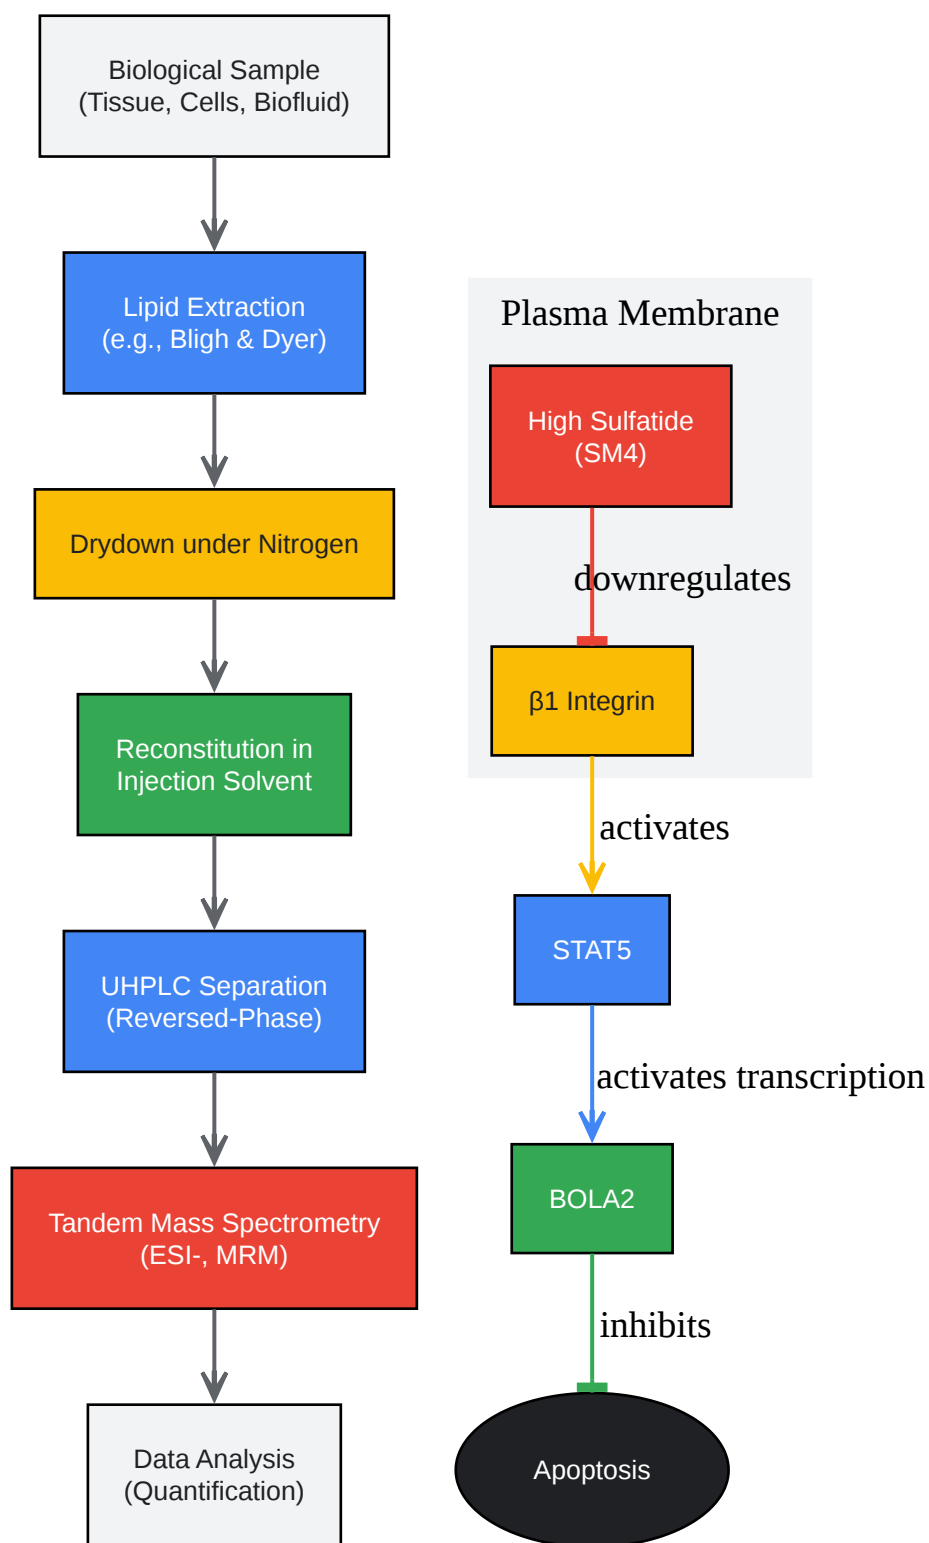 Biological Sample
(Tissue, Cells, Biofluid)
Lipid Extraction
(e.g., Bligh & Dyer)
Drydown under Nitrogen
Reconstitution in
Injection Solvent
UHPLC Separation
(Reversed-Phase)
Tandem Mass Spectrometry
(ESI-, MRM)
Data Analysis
(Quantification)
Plasma Membrane
High Sulfatide
(SM4)
downregulates
β1 Integrin
activates
STAT5
activates transcription
BOLA2
inhibits
Apoptosis